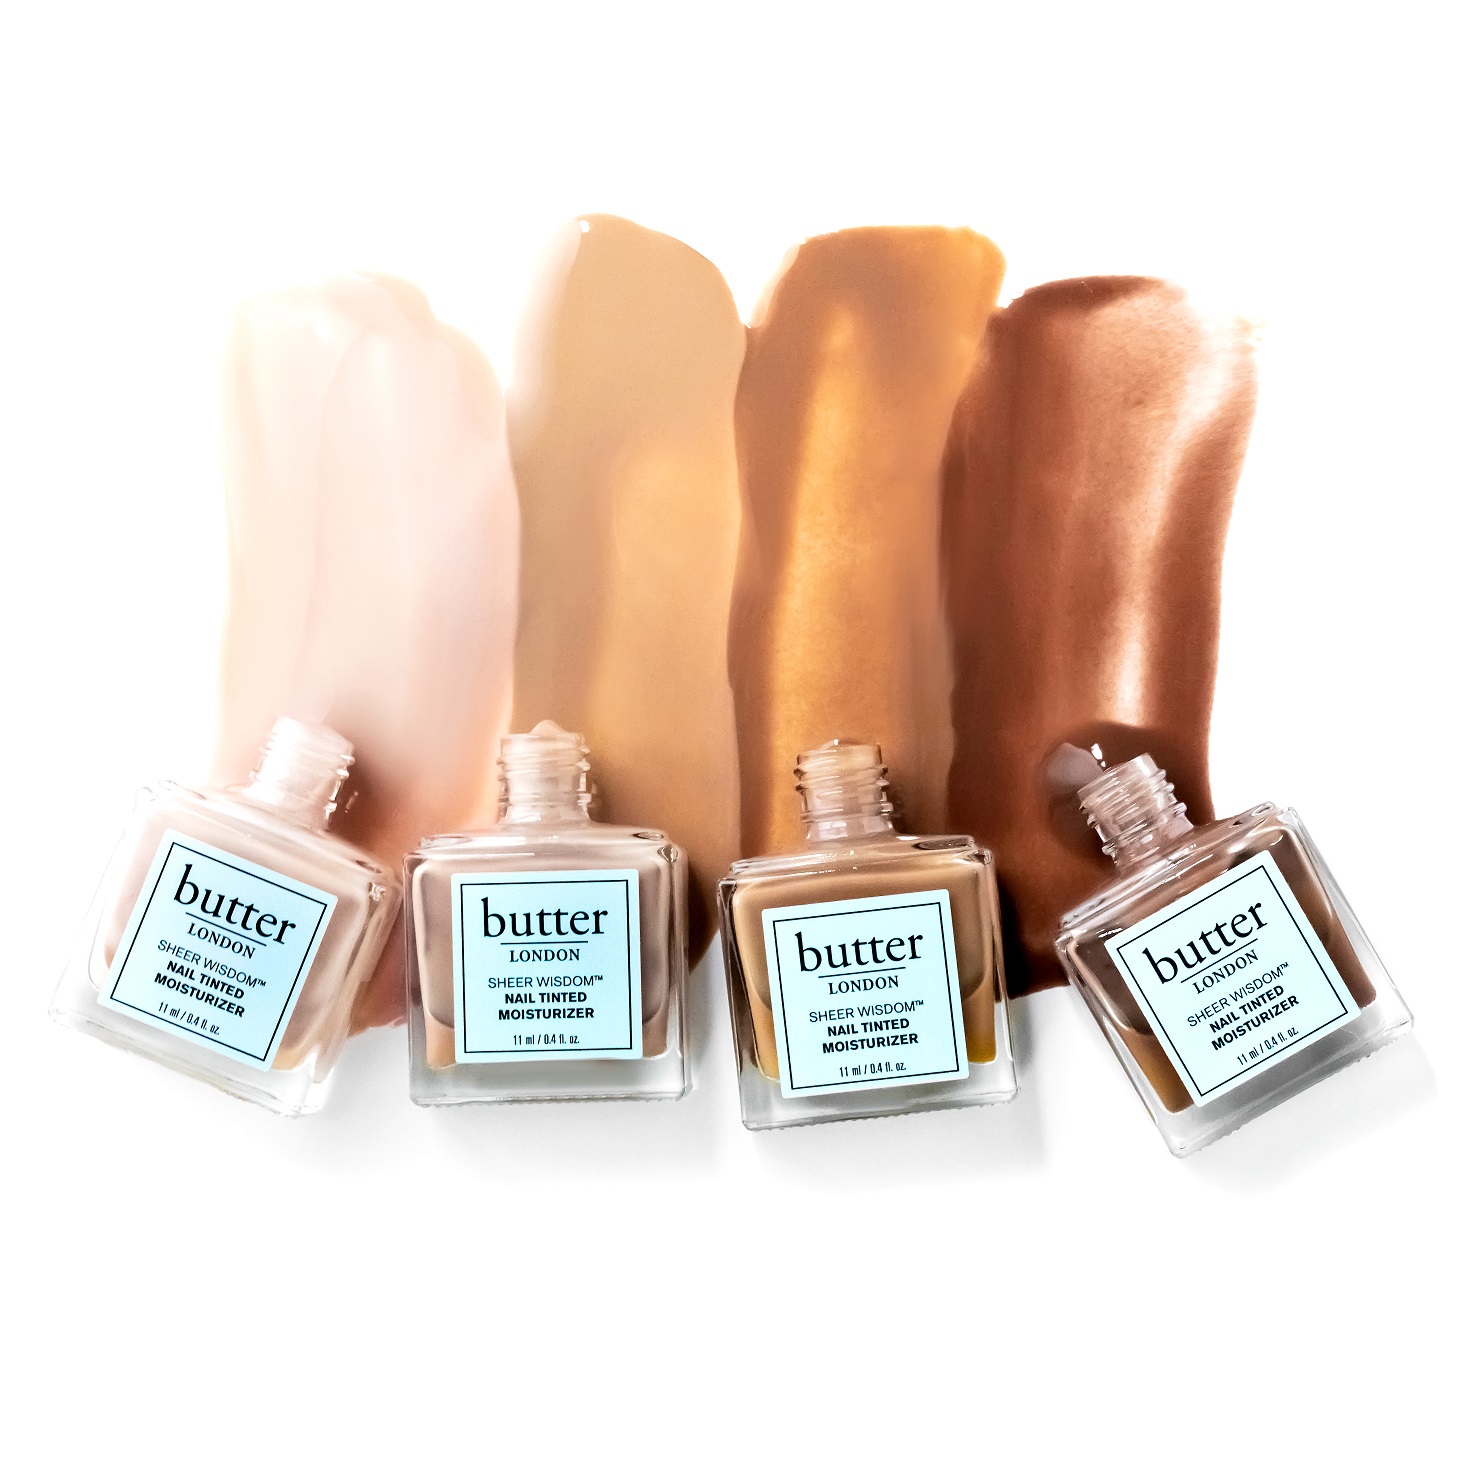 butter
LONDON
SHEER WISDOM™
NAIL TINTED
MOISTURIZER
11 ml / 0.4 fl. oz.
butter
LONDON
SHEER WISDOM™
NAIL TINTED
MOISTURIZER
11 ml / 0.4 fl. oz.
butter
LONDON
SHEER WISDOM™
NAIL TINTED
MOISTURIZER
11 ml / 0.4 fl. oz.
butter
LONDON
SHEER WISDOM™
NAIL TINTED
MOISTURIZER
11 ml / 0.4 fl. oz.